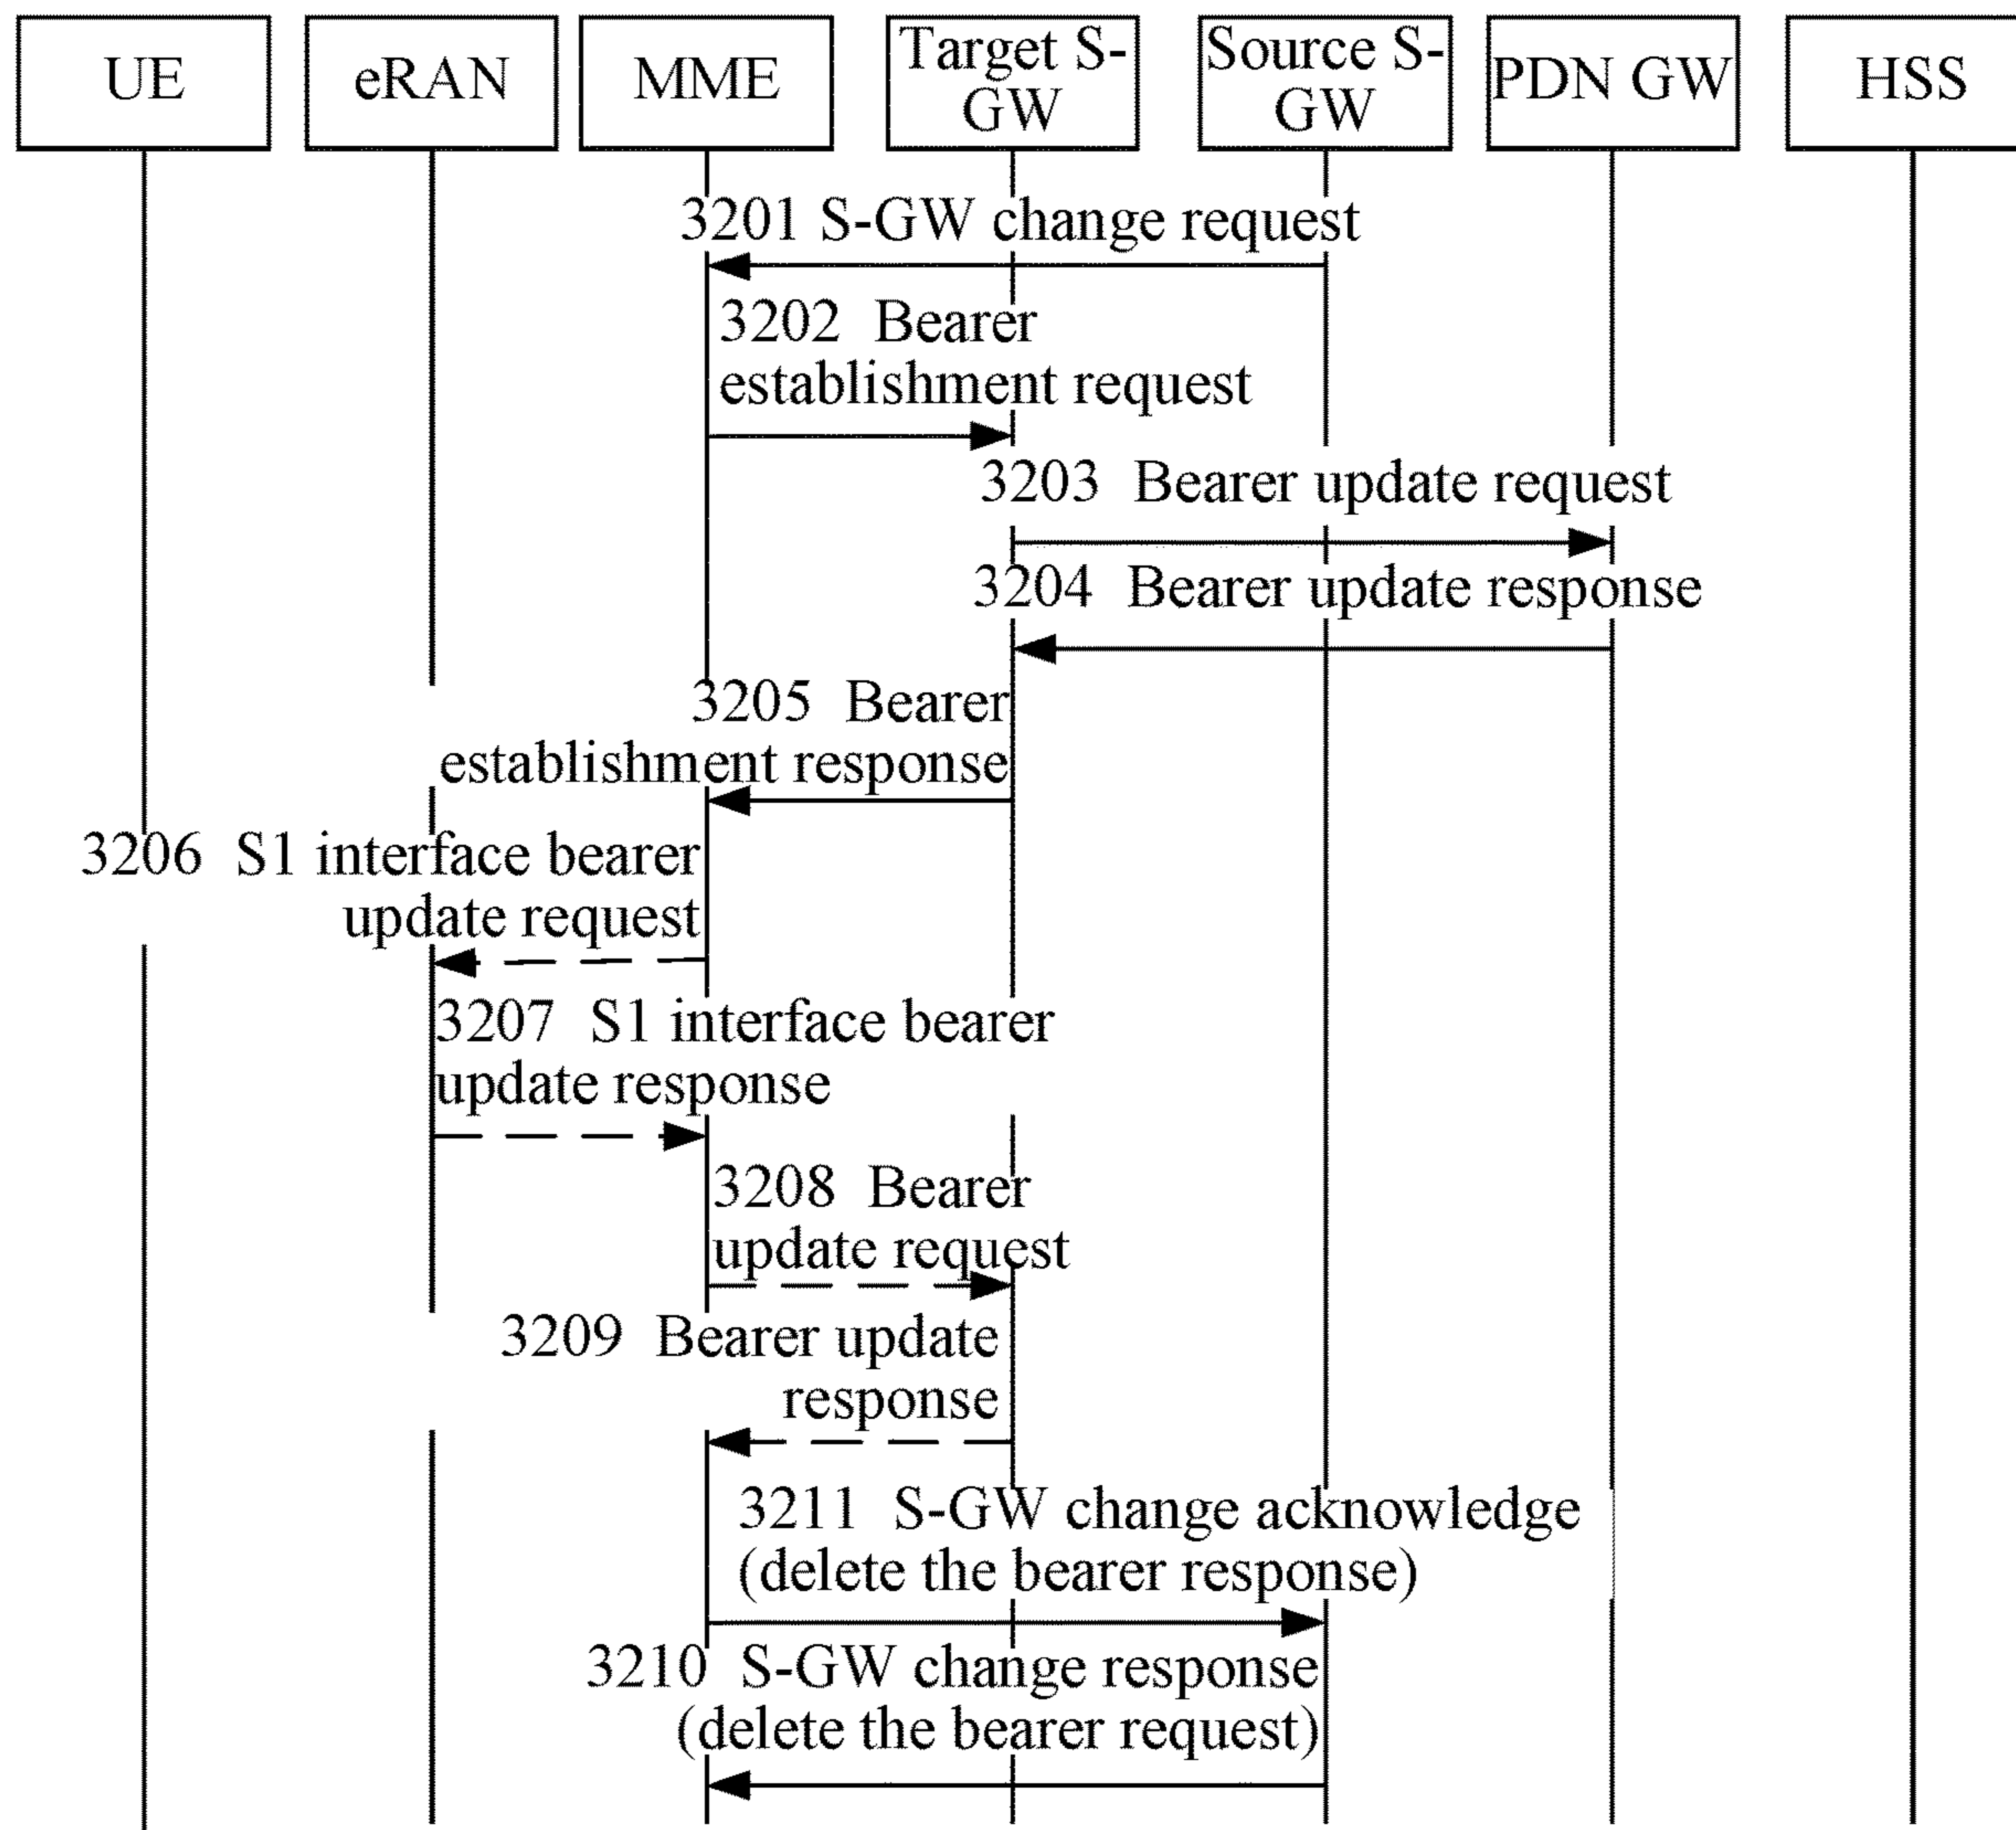 UE
eRAN
MME
Target S-
GW
Source S-
GW
PDN GW
HSS
3201 S-GW change request
3202 Bearer
establishment request
3203 Bearer update request
3204 Bearer update response
3205 Bearer
establishment response
3206 S1 interface bearer
update request
3207 S1 interface bearer
update response
3208 Bearer
update request
3209 Bearer update
response
3211 S-GW change acknowledge
(delete the bearer response)
3210 S-GW change response
(delete the bearer request)